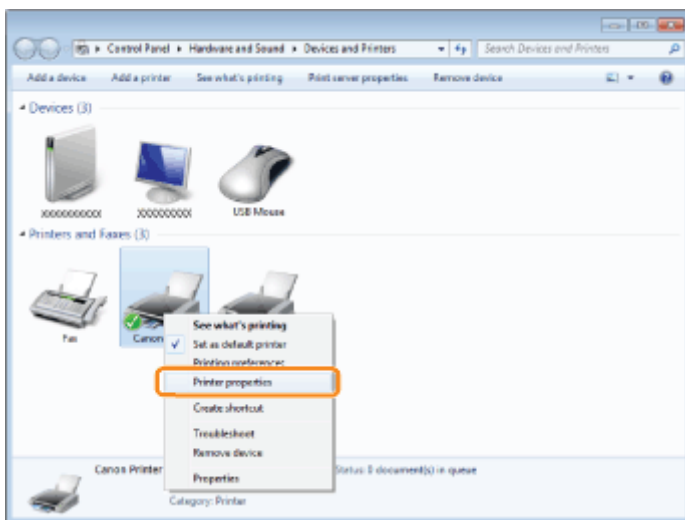 Control Panel ▸ Hardware and Sound ▸ Devices and Printers
Search Devices and Printers
Add a device Add a printer See what's printing Print server properties Remove device
Devices (3)
xxxxxxxxxx xxxxxxxxx USB Mouse
Printers and Faxes (3)
Fax Canon
See what's printing
Set as default printer
Printing preferences
Printer properties
Create shortcut
Troubleshoot
Remove device
Properties
Canon Printer Status: 0 document(s) in queue
Category: Printer